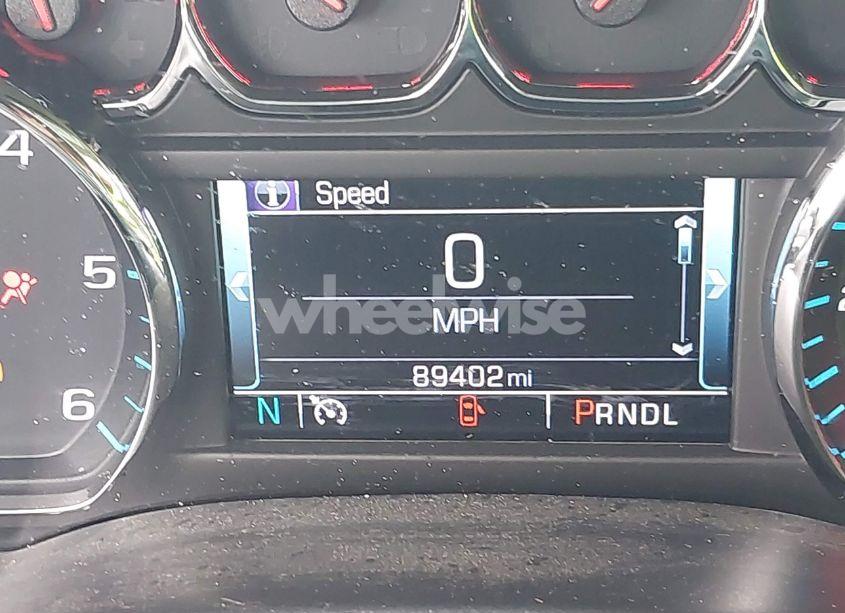 4
Speed
0
5
wheelwise
MPH
89402 mi
6
N PRNDL